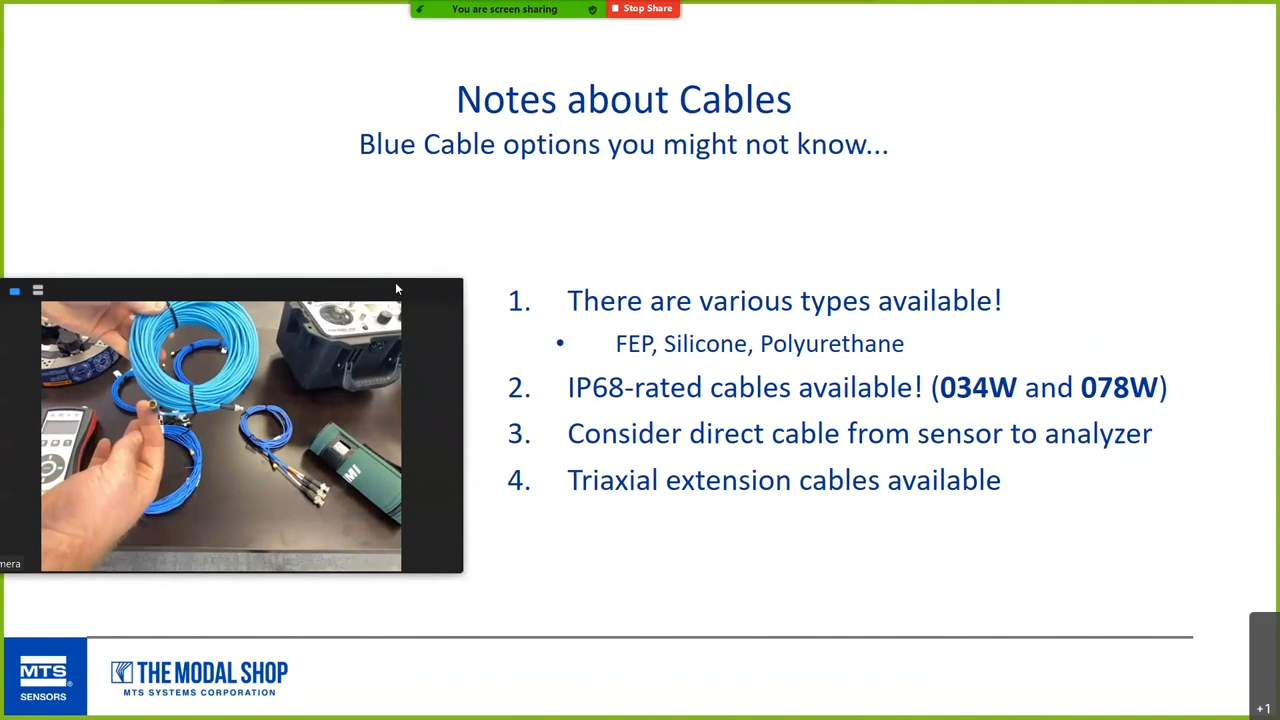 You are screen sharing
Stop Share
Notes about Cables
Blue Cable options you might not know...
1. There are various types available!
• FEP, Silicone, Polyurethane
2. IP68-rated cables available! (034W and 078W)
3. Consider direct cable from sensor to analyzer
4. Triaxial extension cables available
MI
mera
MTS®
SENSORS
THE MODAL SHOP
MTS SYSTEMS CORPORATION
+1